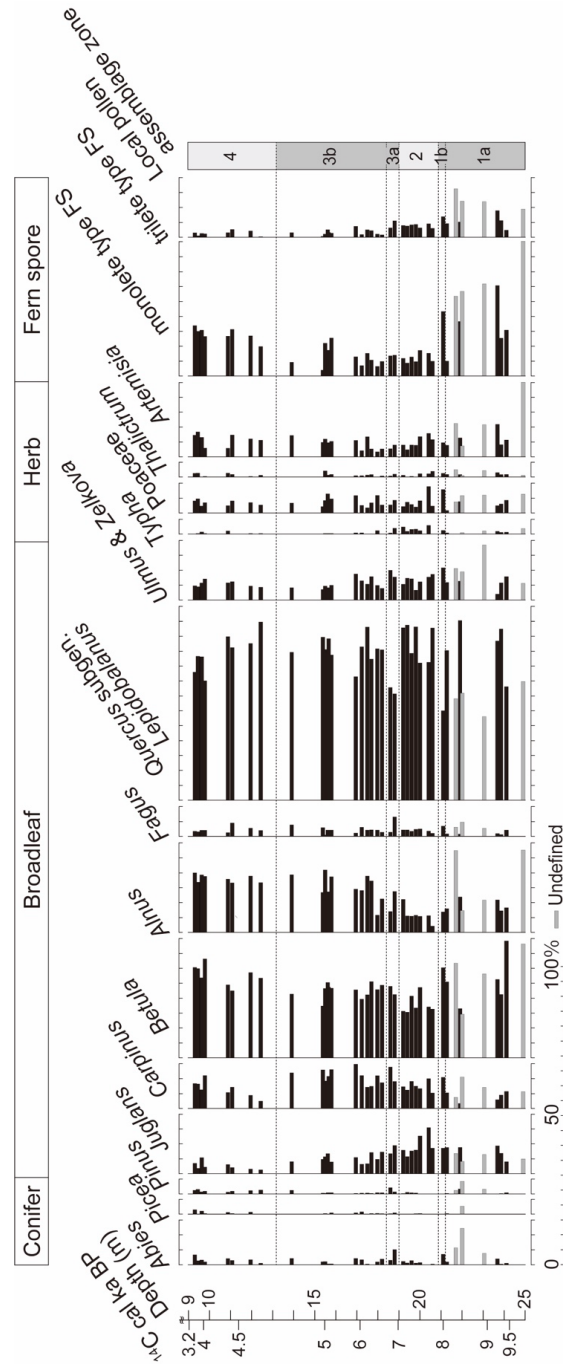 Conifer
Broadleaf
Herb
Fern spore
¹⁴C cal ka BP
Depth (m)
Abies
Picea
Pinus
Juglans
Carpinus
Betula
Alnus
Fagus
Quercus subgen.
Lepidobalanus
Ulmus & Zelkova
Typha
Poaceae
Thalictrum
Artemisia
monolete type FS
trilete type FS
Local pollen
assemblage zone
3.2
4
4.5
5
6
7
8
9
9.5
9
10
15
20
25
4
3b
3a
2
1b
1a
0
50
100%
Undefined